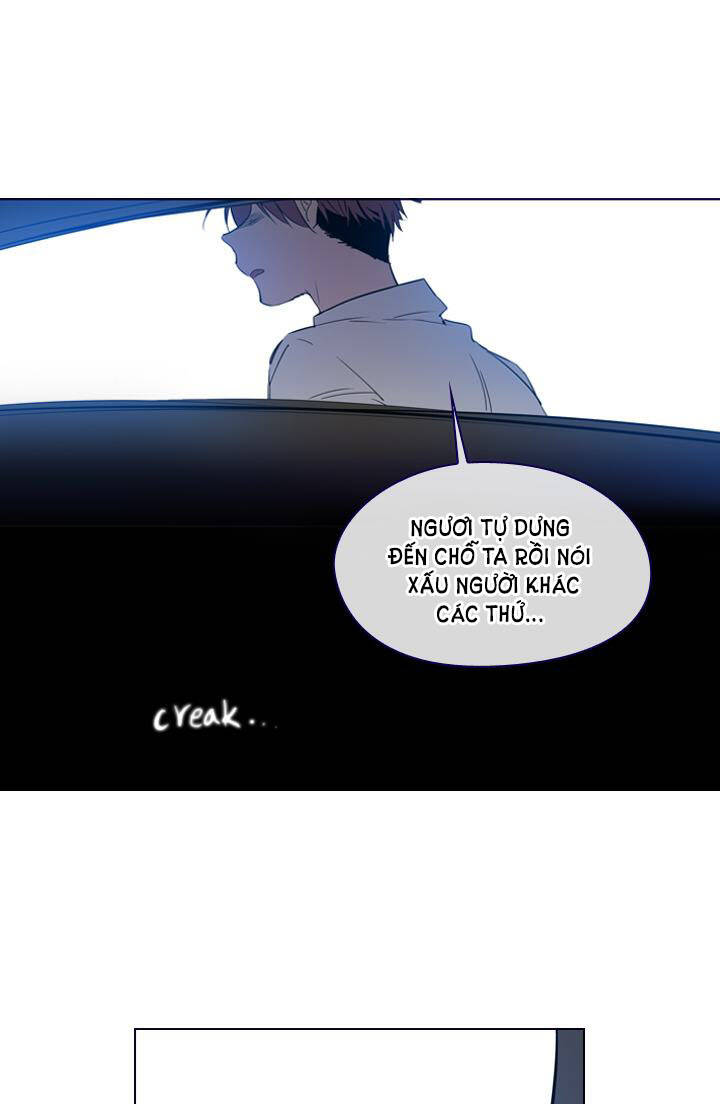 NGƯƠI TỰ DƯNG
ĐẾN CHỖ TA RỒI NÓI
XẤU NGƯỜI KHÁC
CÁC THỨ...
creak...